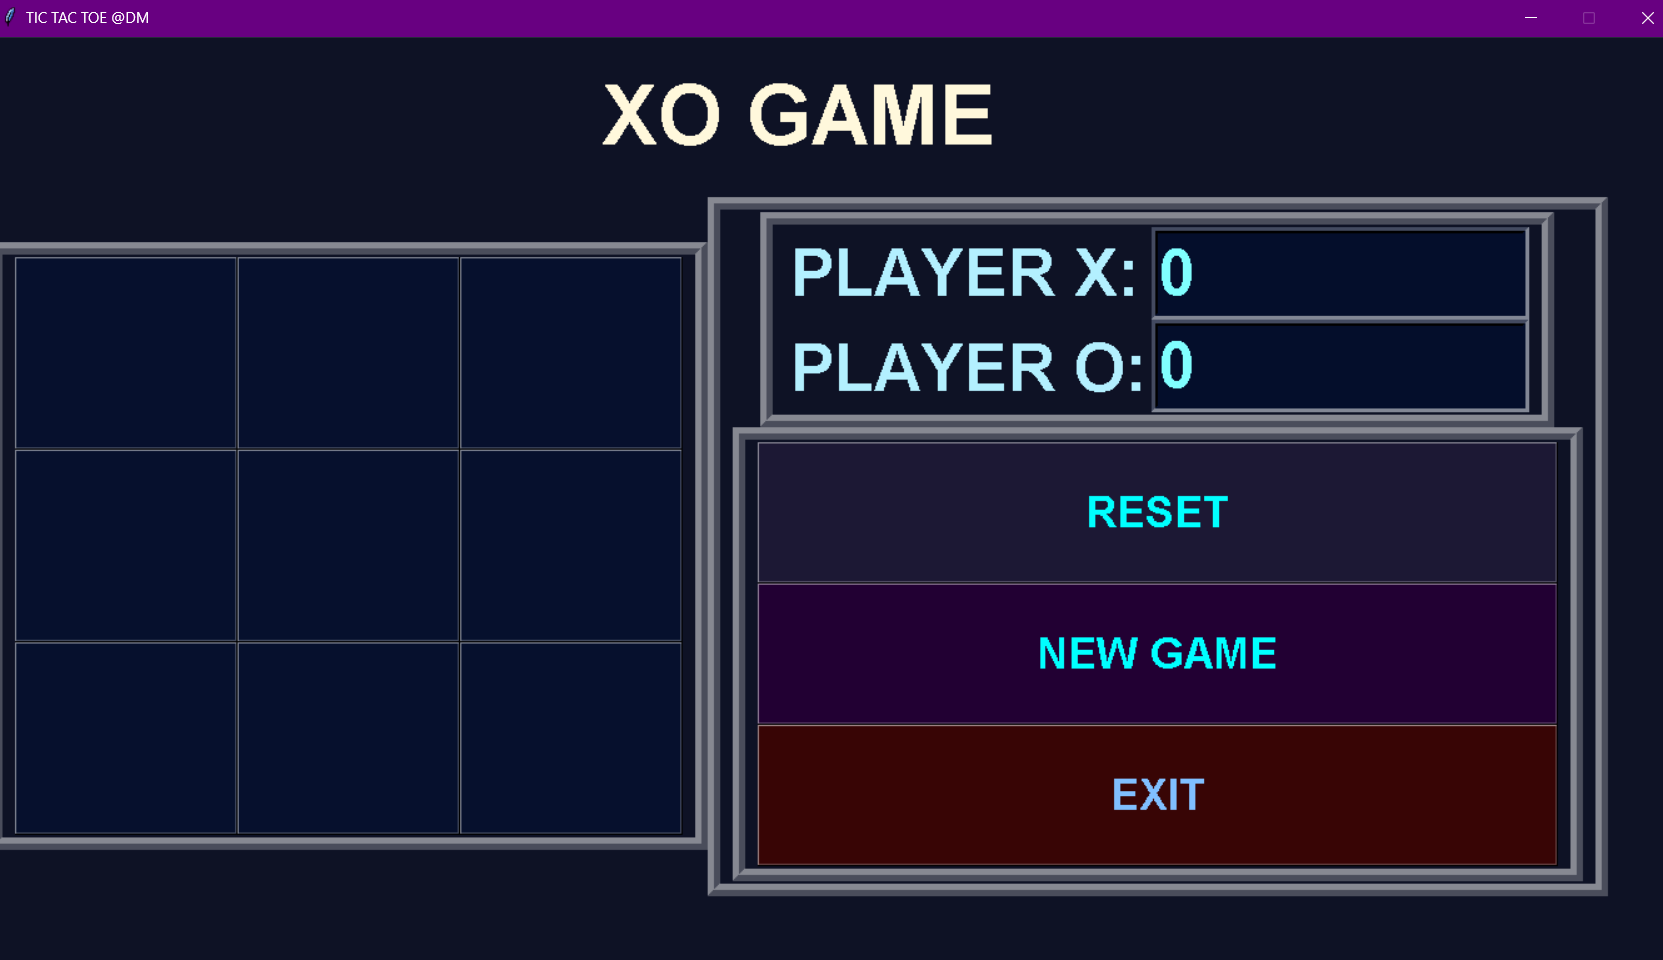 TIC TAC TOE @DM
XO GAME
PLAYER X: 0
PLAYER O: 0
RESET
NEW GAME
EXIT